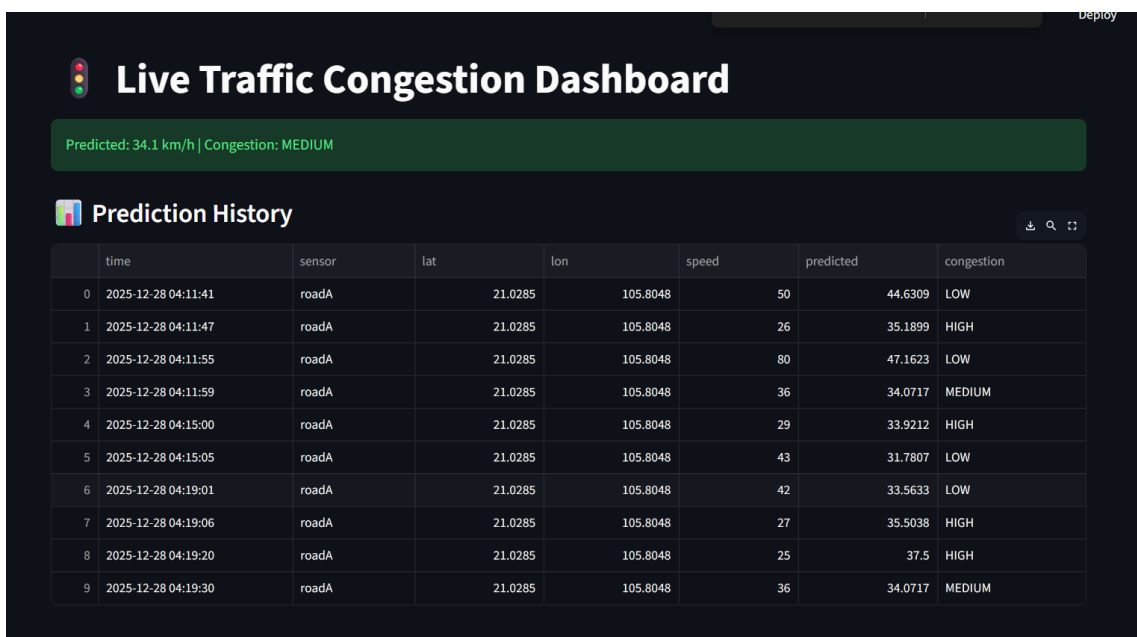 Deploy
Live Traffic Congestion Dashboard
Predicted: 34.1 km/h | Congestion: MEDIUM
Prediction History
time sensor lat lon speed predicted congestion
0 2025-12-28 04:11:41 roadA 21.0285 105.8048 50 44.6309 LOW
1 2025-12-28 04:11:47 roadA 21.0285 105.8048 26 35.1899 HIGH
2 2025-12-28 04:11:55 roadA 21.0285 105.8048 80 47.1623 LOW
3 2025-12-28 04:11:59 roadA 21.0285 105.8048 36 34.0717 MEDIUM
4 2025-12-28 04:15:00 roadA 21.0285 105.8048 29 33.9212 HIGH
5 2025-12-28 04:15:05 roadA 21.0285 105.8048 43 31.7807 LOW
6 2025-12-28 04:19:01 roadA 21.0285 105.8048 42 33.5633 LOW
7 2025-12-28 04:19:06 roadA 21.0285 105.8048 27 35.5038 HIGH
8 2025-12-28 04:19:20 roadA 21.0285 105.8048 25 37.5 HIGH
9 2025-12-28 04:19:30 roadA 21.0285 105.8048 36 34.0717 MEDIUM